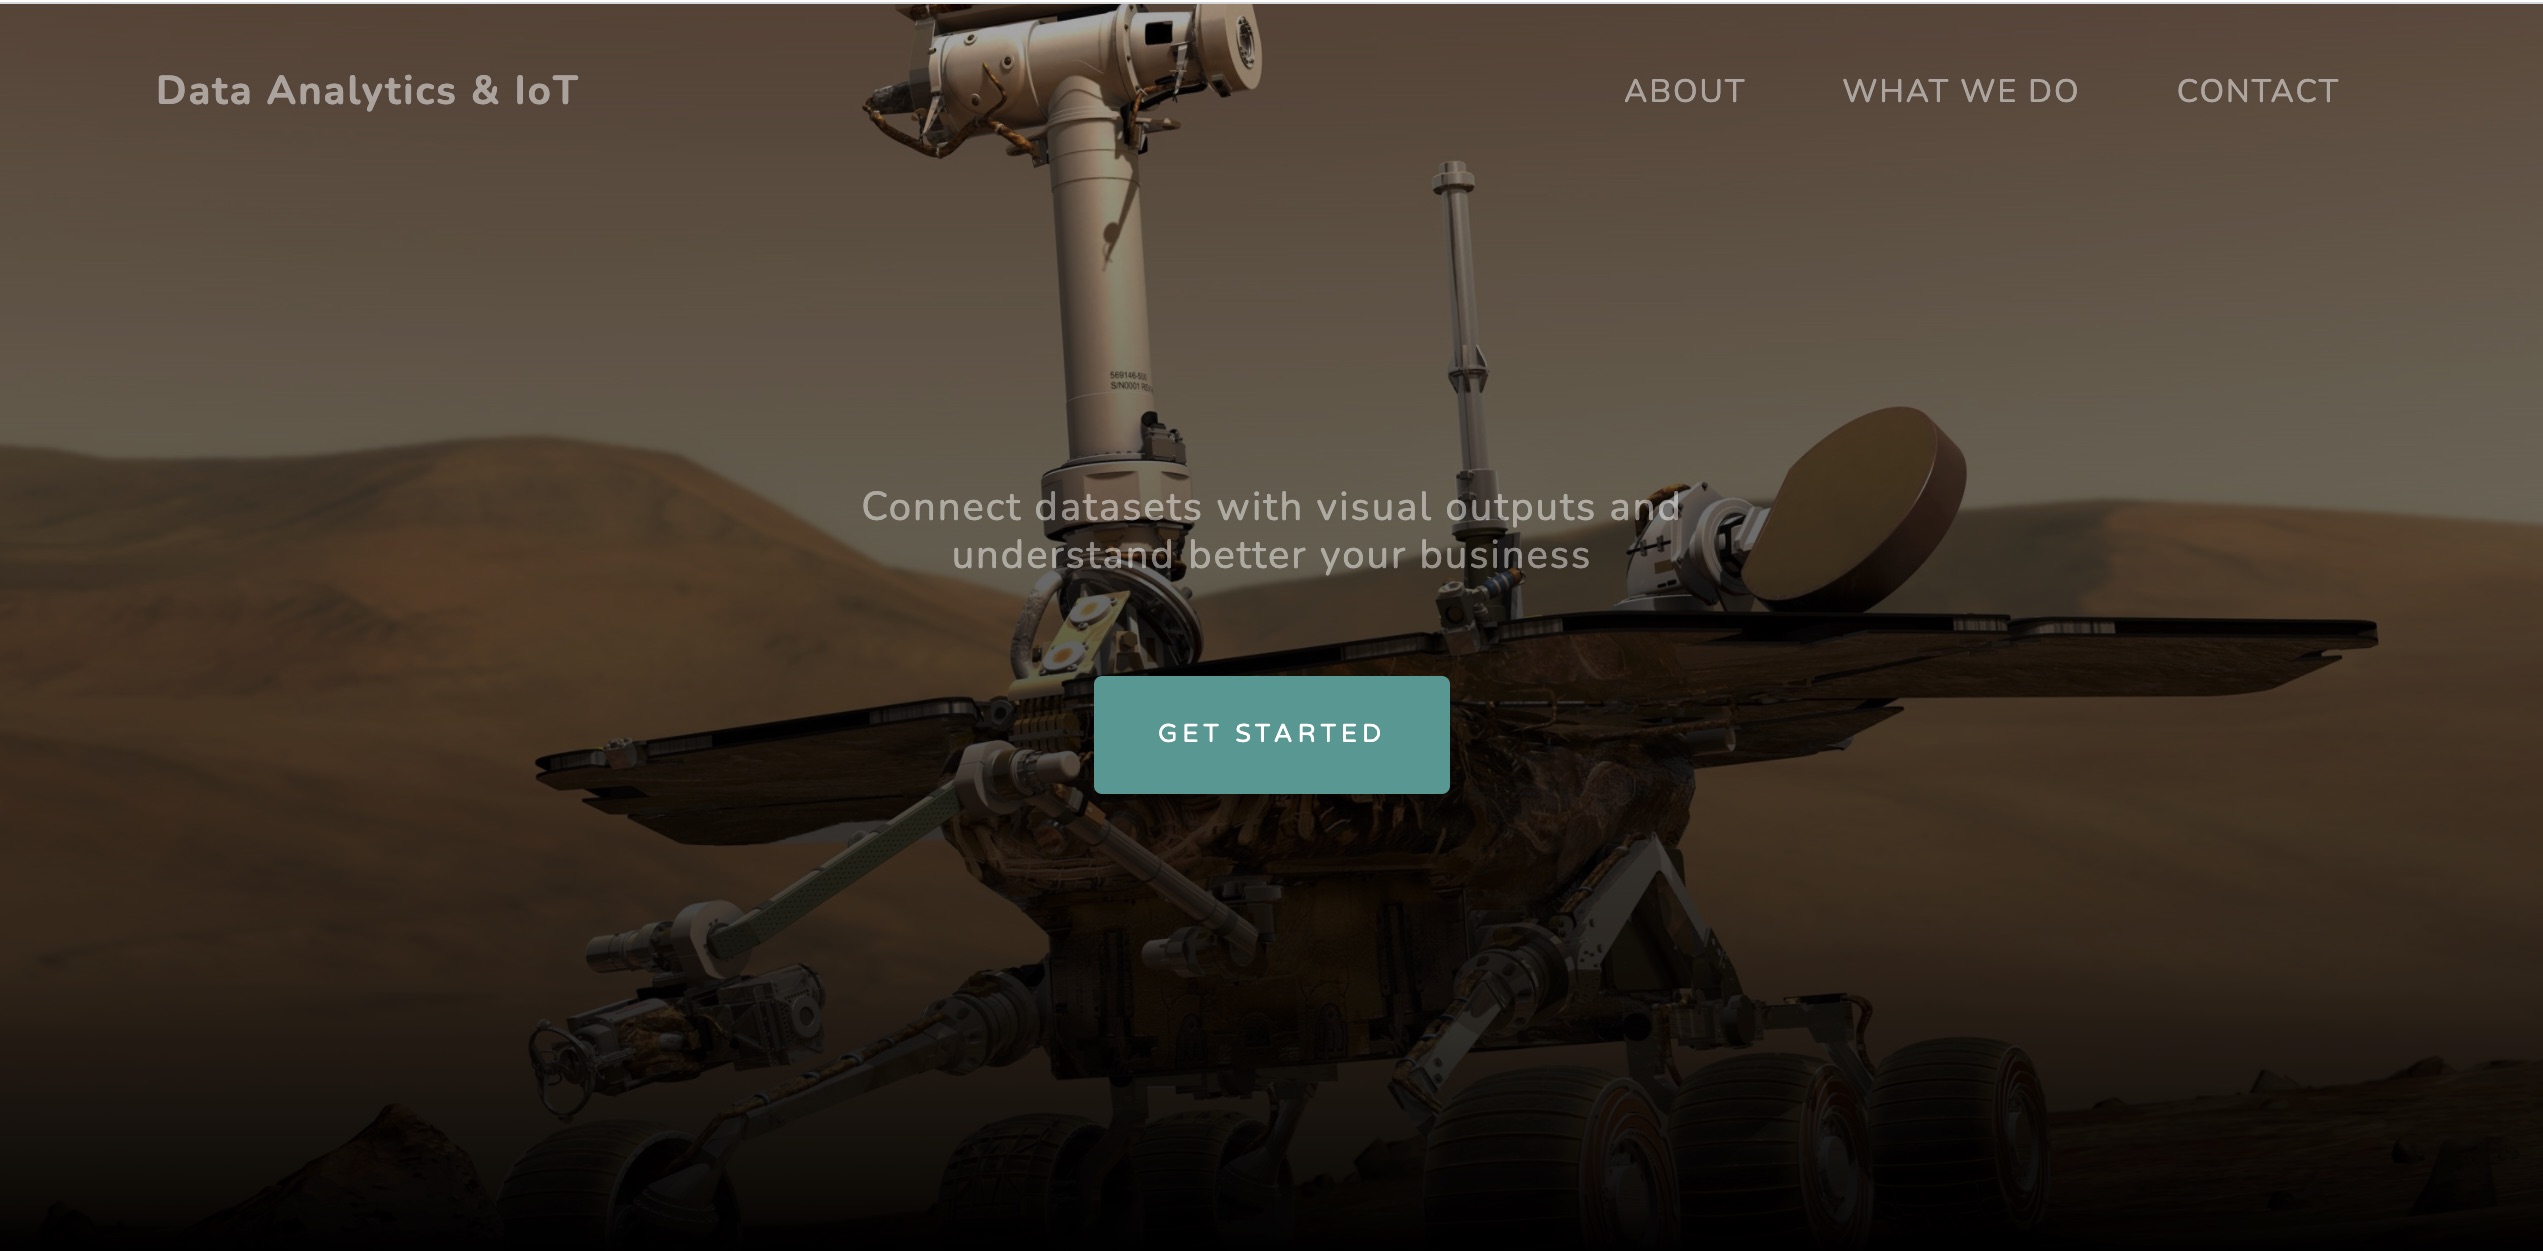 Data Analytics & IoT
ABOUT
WHAT WE DO
CONTACT
569146-500
S/N0001
Connect datasets with visual outputs and
understand better your business
GET STARTED